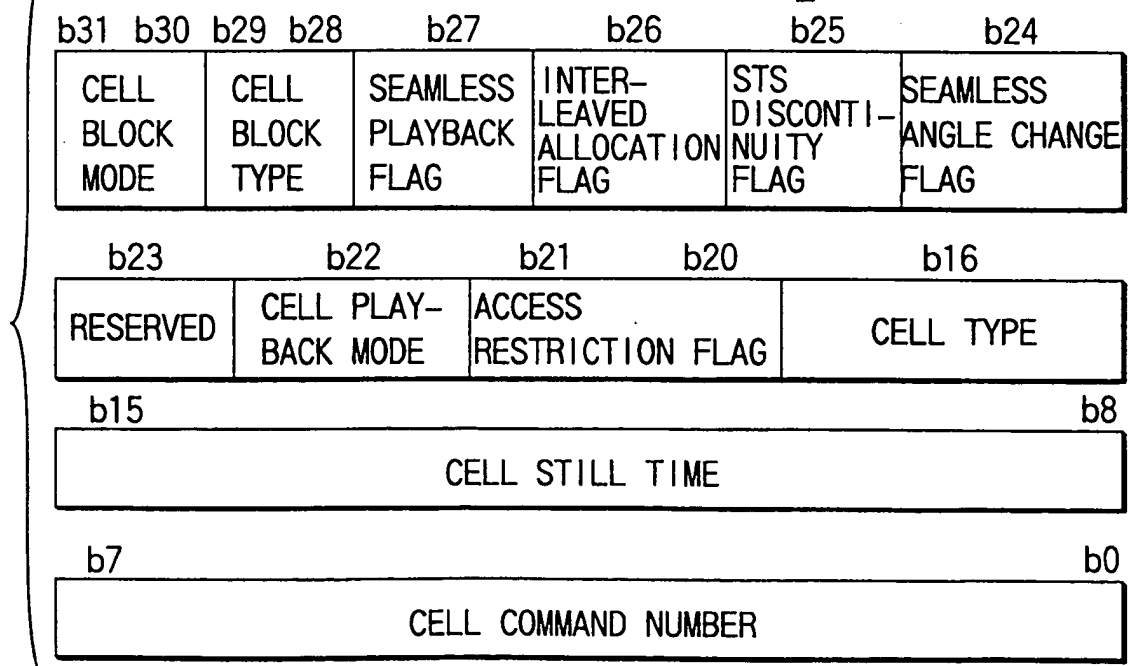 b31 b30 b29 b28 b27 b26 b25 b24
CELL BLOCK MODE
CELL BLOCK TYPE
SEAMLESS PLAYBACK FLAG
INTER-
LEAVED
ALLOCATION
FLAG
STS
DISCONTI-
NUITY
FLAG
SEAMLESS
ANGLE CHANGE
FLAG
b23 b22 b21 b20 b16
RESERVED
CELL PLAY-
BACK MODE
ACCESS
RESTRICTION FLAG
CELL TYPE
b15 b8
CELL STILL TIME
b7 b0
CELL COMMAND NUMBER